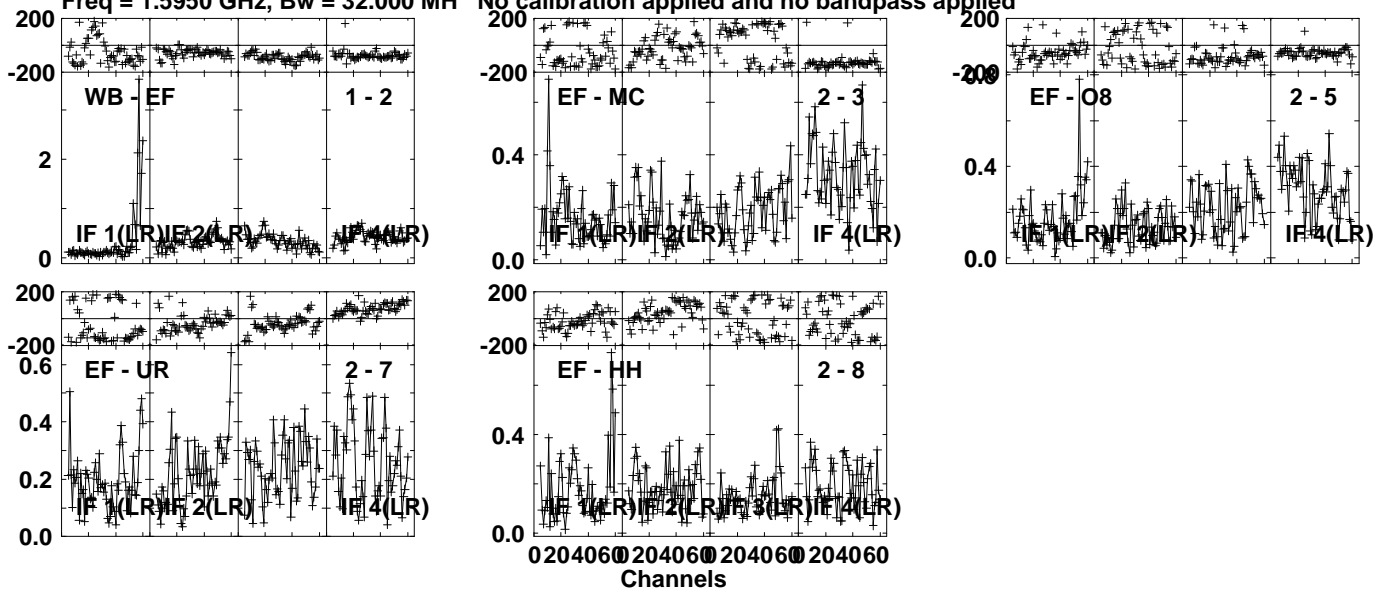 Freq = 1.5950 GHz, Bw = 32.000 MH No calibration applied and no bandpass applied
200
-200
WB - EF 1 - 2
2
IF 1(LR) IF 2(LR) IF 4(LR)
0
200
-200
EF - MC 2 - 3
0.4
IF 1(LR) IF 2(LR) IF 4(LR)
0.0
200
-200
0.8
EF - O8 2 - 5
0.4
IF 1(LR) IF 2(LR) IF 4(LR)
0.0
200
-200
0.6
EF - UR 2 - 7
0.4
0.2
IF 1(LR) IF 2(LR) IF 4(LR)
0.0
200
-200
EF - HH 2 - 8
0.4
IF 1(LR) IF 2(LR) IF 3(LR) IF 4(LR)
0.0
0 20 40 60 0 20 40 60 0 20 40 60 0 20 40 60
Channels